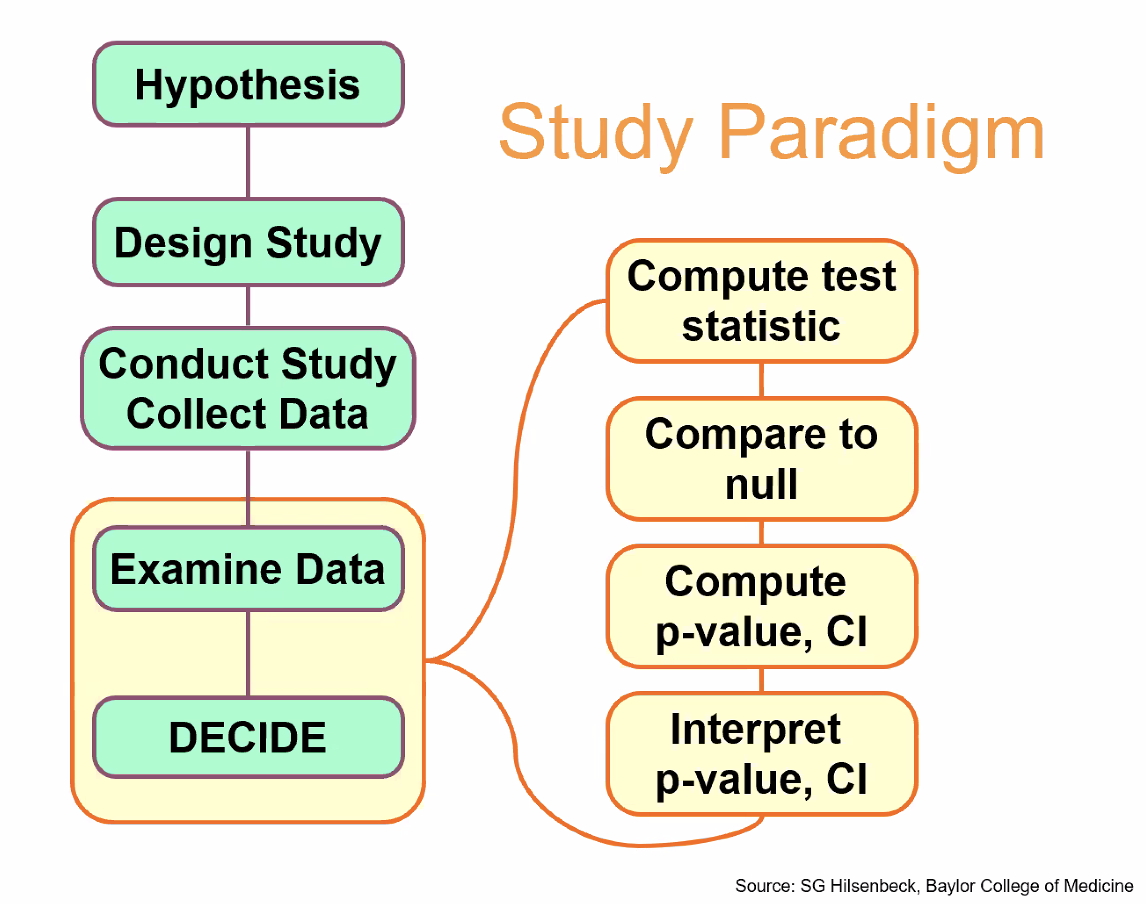 Study Paradigm
Hypothesis
Design Study
Conduct Study
Collect Data
Examine Data
DECIDE
Compute test
statistic
Compare to
null
Compute
p-value, CI
Interpret
p-value, CI
Source: SG Hilsenbeck, Baylor College of Medicine